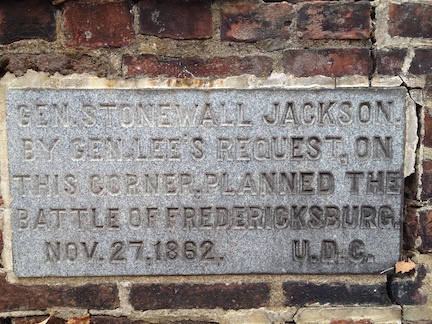 GEN. STONEWALL JACKSON.
BY GEN. LEE'S REQUEST, ON
THIS CORNER, PLANNED THE
BATTLE OF FREDERICKSBURG.
NOV. 27, 1862. U.D.C.